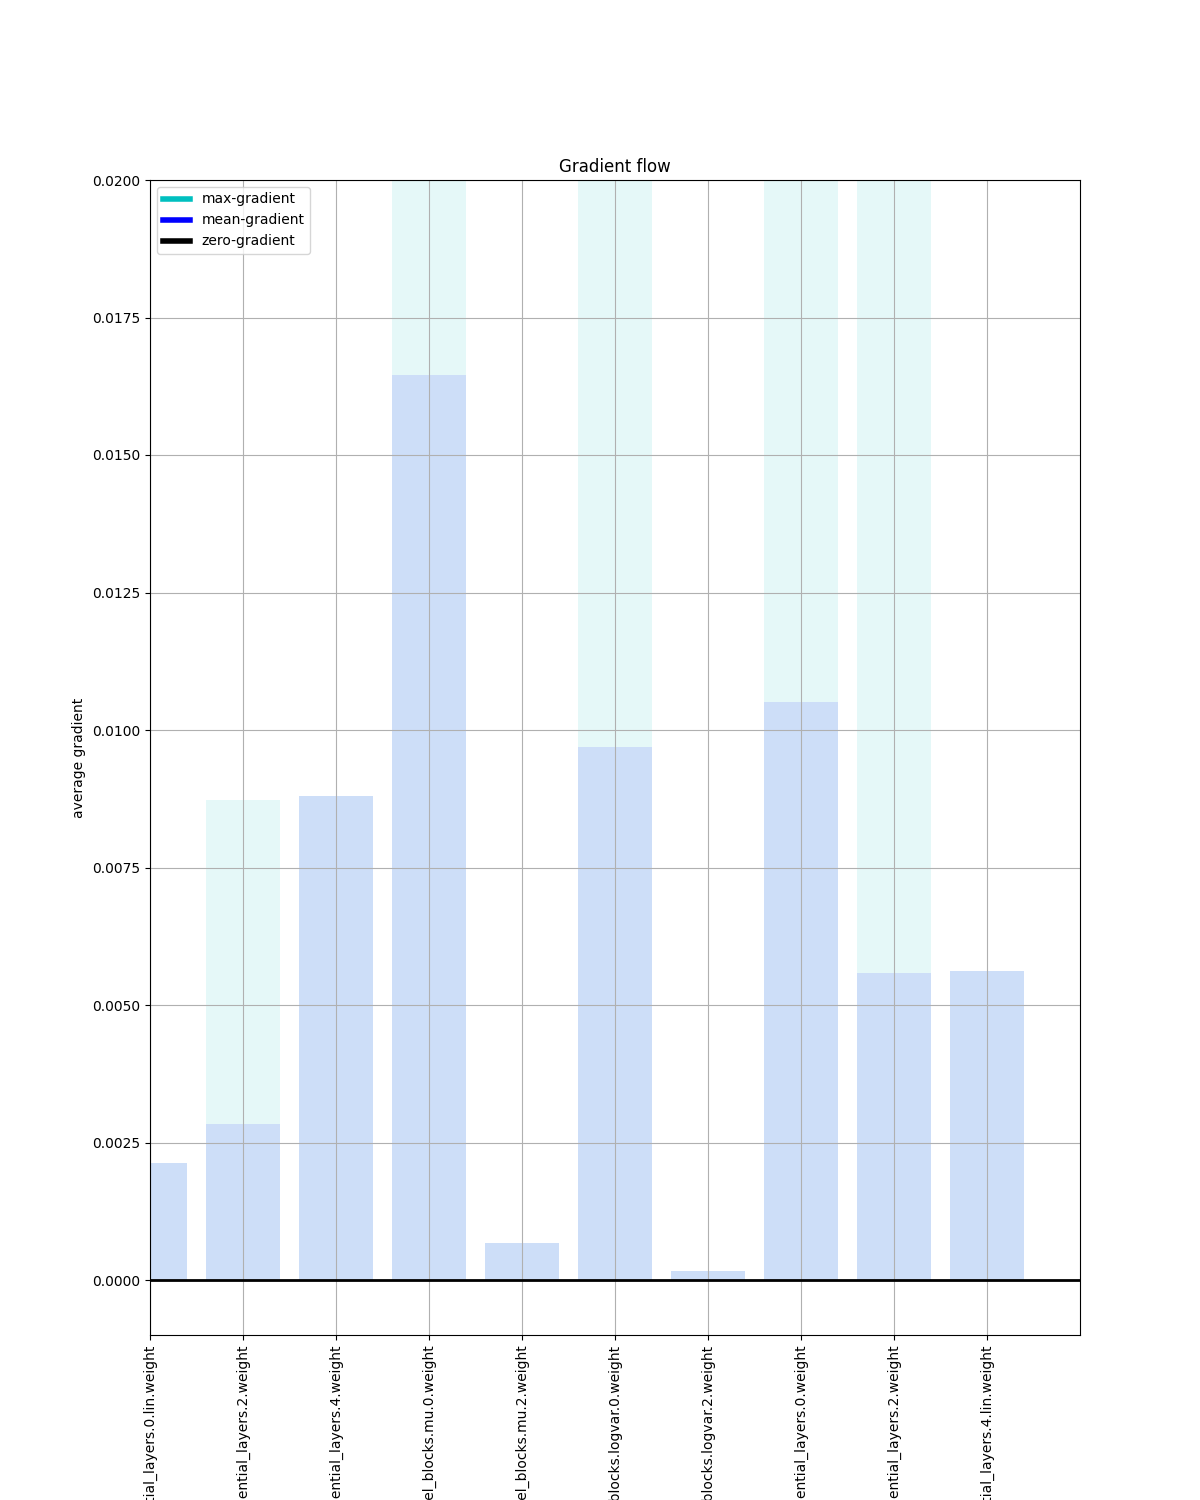 Gradient flow
max-gradient
mean-gradient
zero-gradient
average gradient
0.0200
0.0175
0.0150
0.0125
0.0100
0.0075
0.0050
0.0025
0.0000
tial_layers.0.lin.weight
ential_layers.2.weight
ential_layers.4.weight
el_blocks.mu.0.weight
el_blocks.mu.2.weight
blocks.logvar.0.weight
blocks.logvar.2.weight
ential_layers.0.weight
ential_layers.2.weight
tial_layers.4.lin.weight